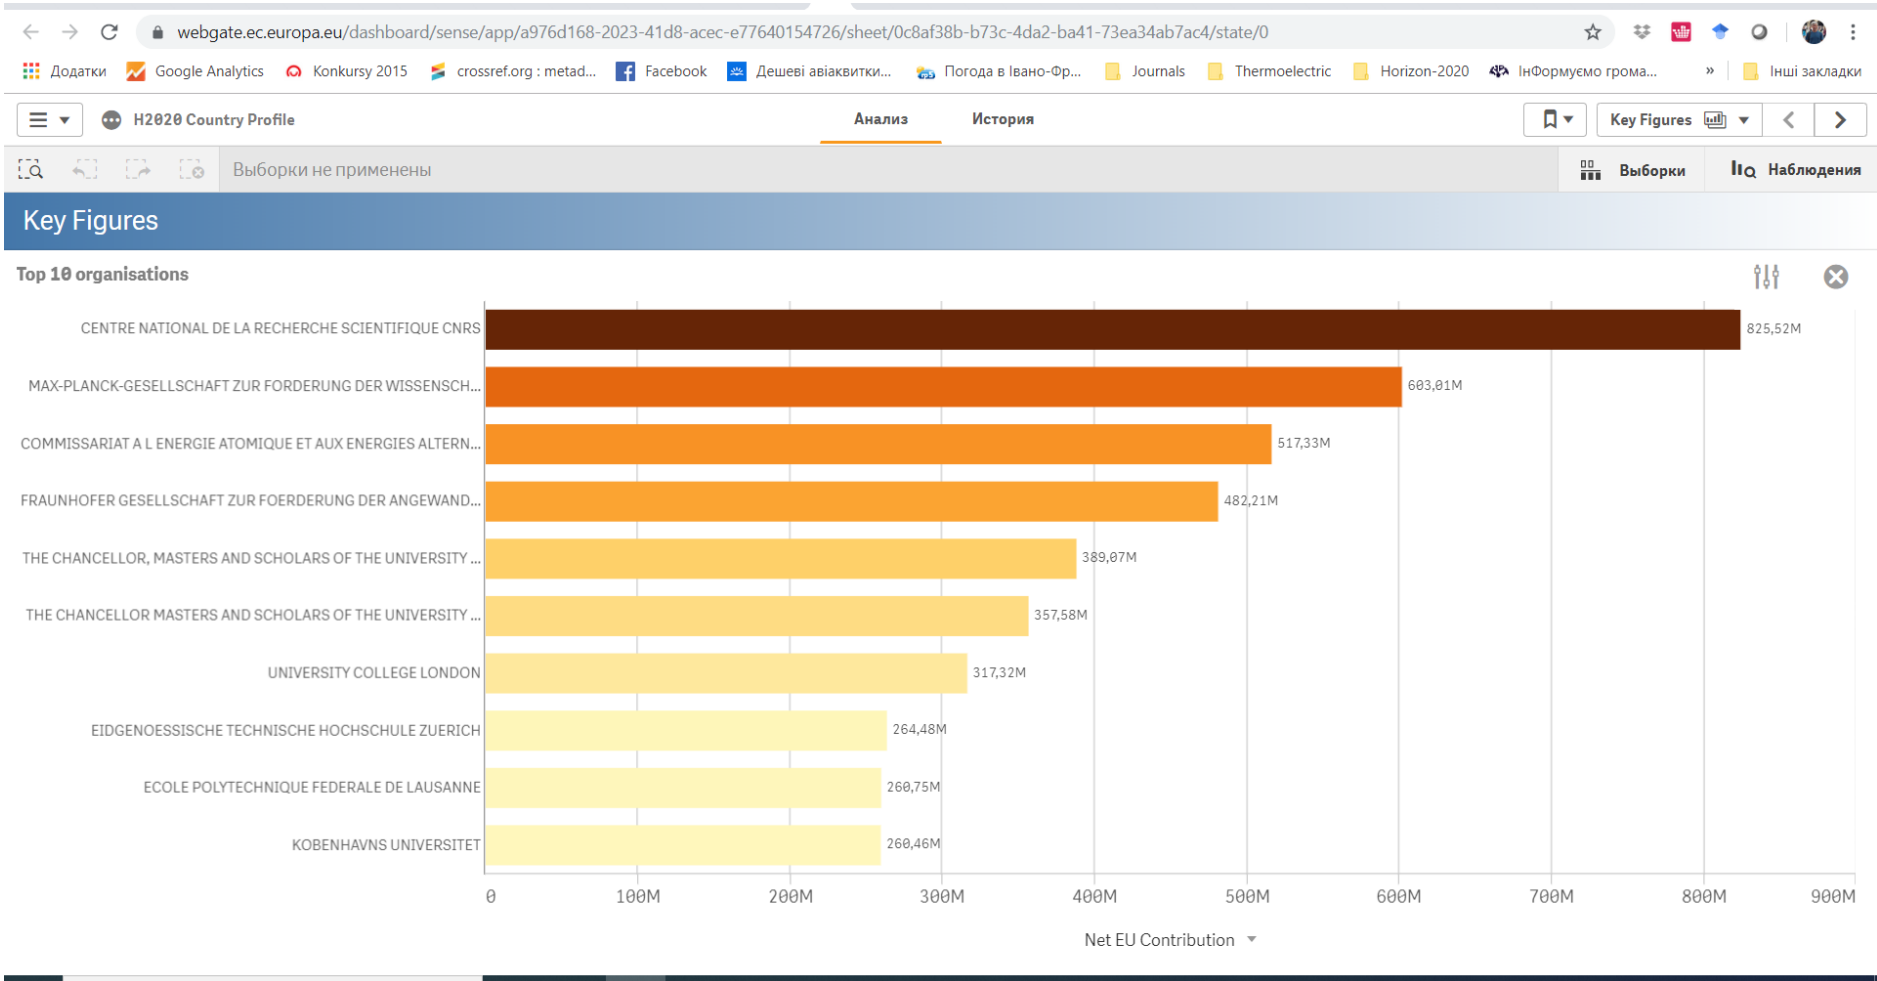 webgate.ec.europa.eu/dashboard/sense/app/a976d168-2023-41d8-acec-e77640154726/sheet/0c8af38b-b73c-4da2-ba41-73ea34ab7ac4/state/0
Додатки Google Analytics Konkursy 2015 crossref.org : metad... Facebook Дешеві авіаквитки... Погода в Івано-Фр... Journals Thermoelectric Horizon-2020 ІнФормуємо грома... » Інші закладки
H2020 Country Profile Анализ История Key Figures
Выборки не применены Выборки Наблюдения
Key Figures
Top 10 organisations
CENTRE NATIONAL DE LA RECHERCHE SCIENTIFIQUE CNRS 825,52M
MAX-PLANCK-GESELLSCHAFT ZUR FORDERUNG DER WISSENSCH... 603,01M
COMMISSARIAT A L ENERGIE ATOMIQUE ET AUX ENERGIES ALTERN... 517,33M
FRAUNHOFER GESELLSCHAFT ZUR FOERDERUNG DER ANGEWAND... 482,21M
THE CHANCELLOR, MASTERS AND SCHOLARS OF THE UNIVERSITY ... 389,07M
THE CHANCELLOR MASTERS AND SCHOLARS OF THE UNIVERSITY ... 357,58M
UNIVERSITY COLLEGE LONDON 317,32M
EIDGENOESSISCHE TECHNISCHE HOCHSCHULE ZUERICH 264,48M
ECOLE POLYTECHNIQUE FEDERALE DE LAUSANNE 260,75M
KOBENHAVNS UNIVERSITET 260,46M
0 100M 200M 300M 400M 500M 600M 700M 800M 900M
Net EU Contribution